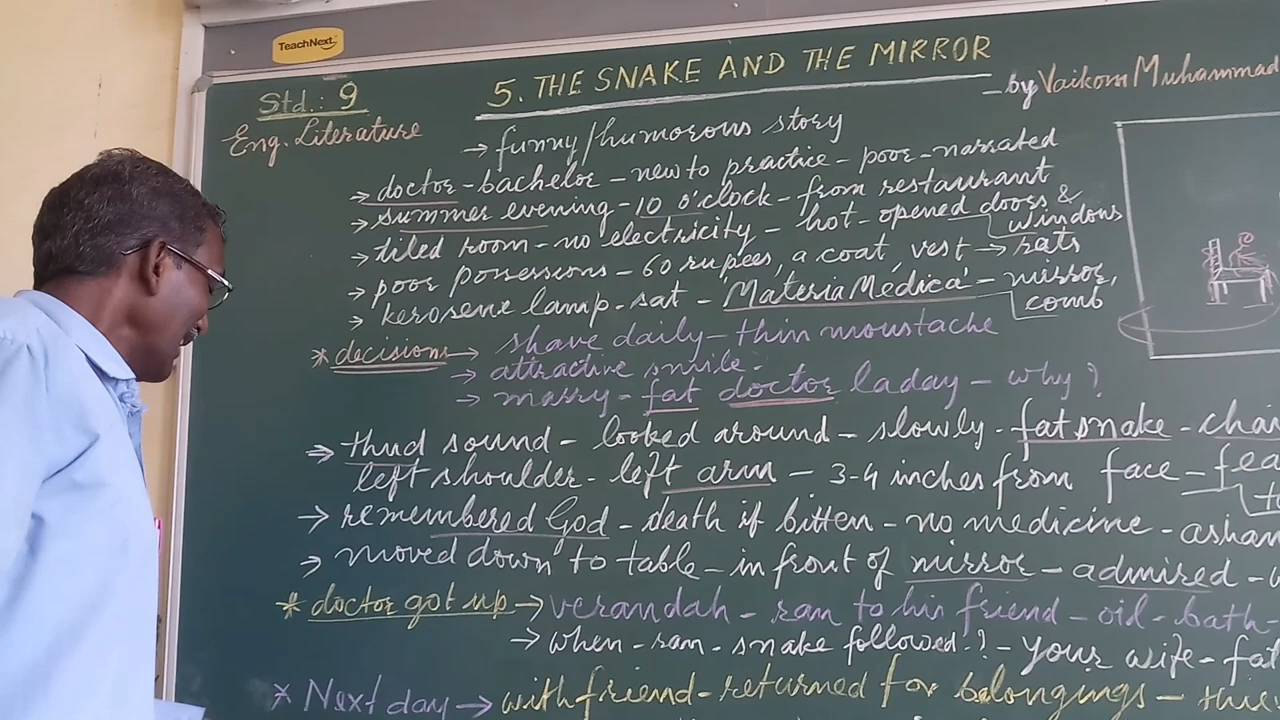 TeachNext
Std.: 9
5. THE SNAKE AND THE MIRROR
- by Vaikom Muhammad
Eng. Literature
→ funny/humorous story
→ doctor - bachelor - new to practice - poor - narrated
→ summer evening - 10 o'clock - from restaurant
→ tiled room - no electricity - hot - opened doors & windows
→ poor possessions - 60 rupees, a coat, vest → rats
→ kerosene lamp - sat - 'Materia Medica' - mirror, comb
* decisions → shave daily - thin moustache
→ attractive smile.
→ marry - fat doctor laday - why?
⇒ thud sound - looked around - slowly - fat snake -
left shoulder - left arm - 3-4 inches from face -
→ remembered God - death if bitten - no medicine -
→ moved down to table - in front of mirror - admired -
* doctor got up → verandah - ran to his friend - oil - bath -
→ when - ran - snake followed!? - your wife - fat
* Next day → with friend - returned for belongings -